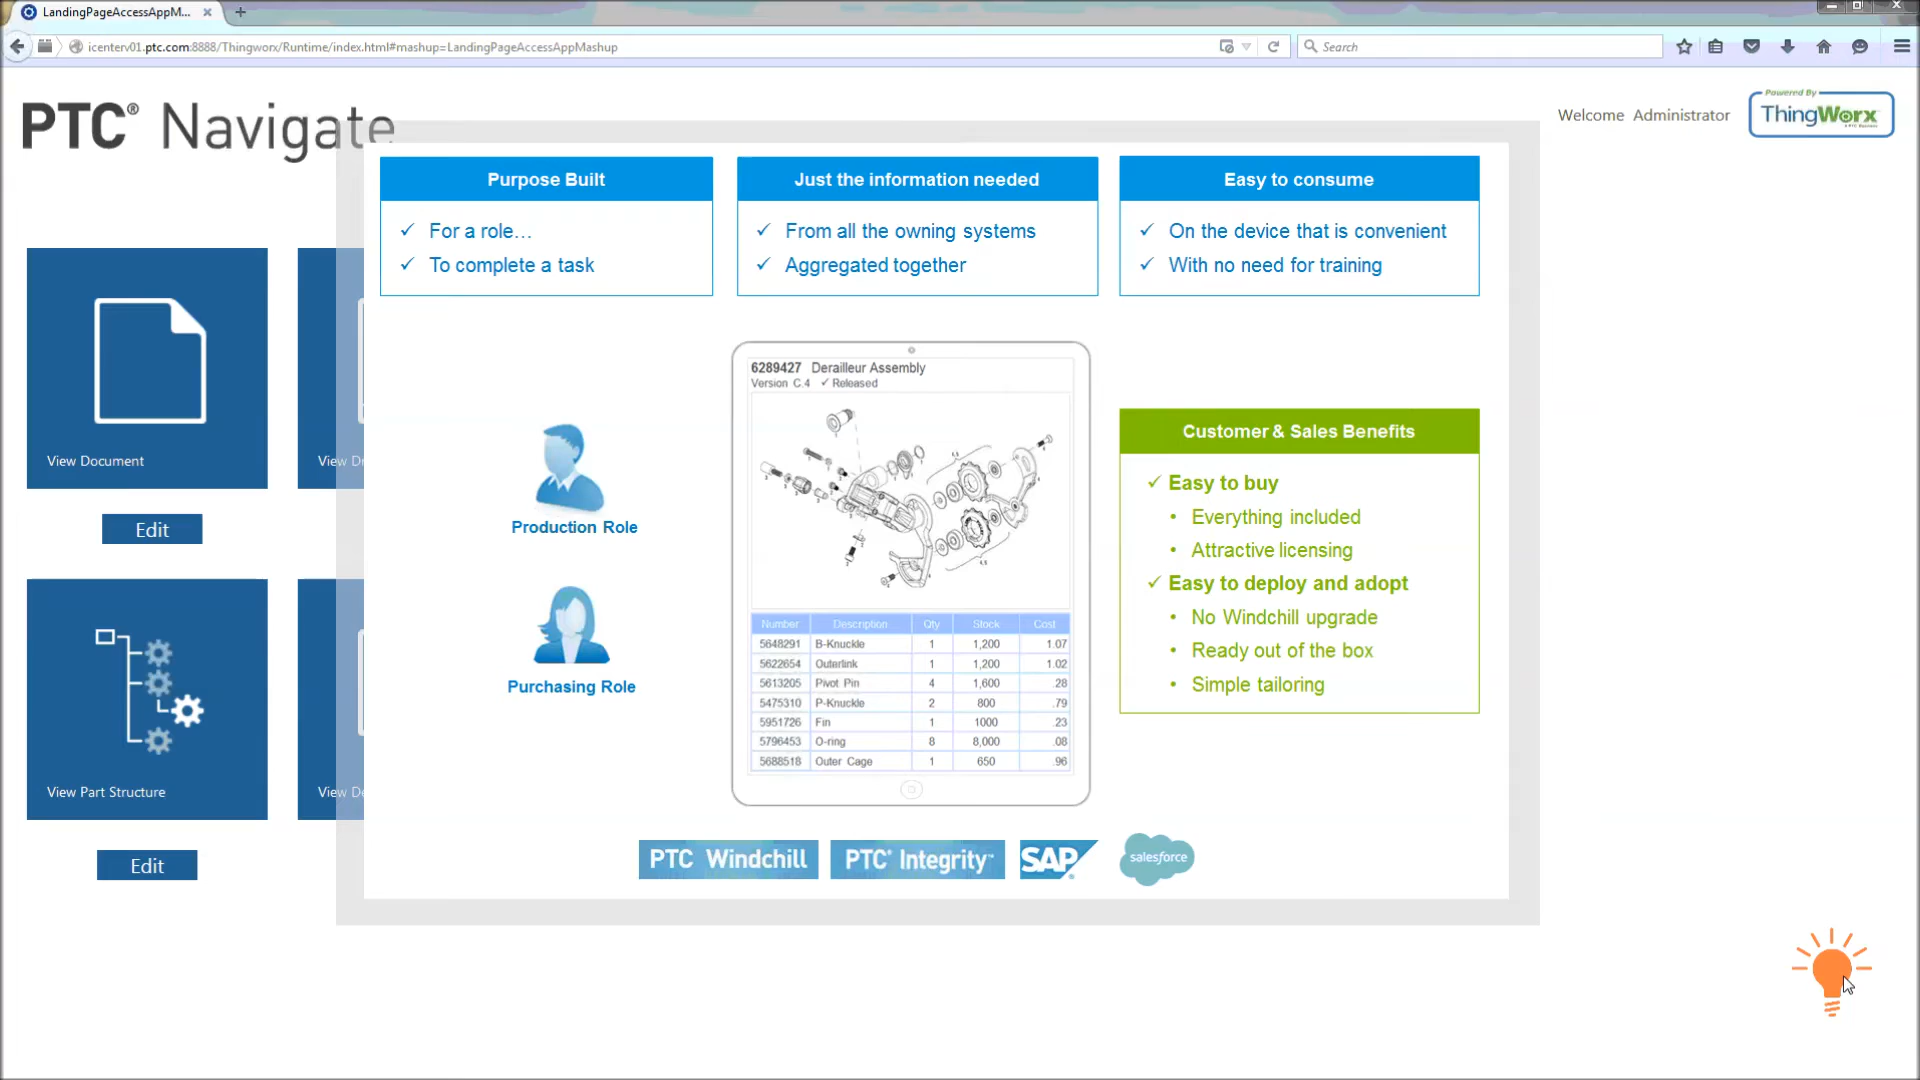 LandingPageAccessAppM...
icenterv01.ptc.com:8888/Thingworx/Runtime/index.html#mashup=LandingPageAccessAppMashup
Search
PTC® Navigate
Welcome Administrator
Powered By
ThingWorx
Purpose Built
✓ For a role…
✓ To complete a task
Just the information needed
✓ From all the owning systems
✓ Aggregated together
Easy to consume
✓ On the device that is convenient
✓ With no need for training
View Document
View Dr
Edit
View Part Structure
View De
Edit
Production Role
Purchasing Role
6289427 Derailleur Assembly
Version C.4 ✓ Released
Number Description Qty Stock Cost
5648291 B-Knuckle 1 1,200 1.07
5622654 Outerlink 1 1,200 1.02
5613205 Pivot Pin 4 1,600 .28
5475310 P-Knuckle 2 800 .79
5951726 Fin 1 1000 .23
5796453 O-ring 8 8,000 .08
5688518 Outer Cage 1 650 .96
Customer & Sales Benefits
✓ Easy to buy
• Everything included
• Attractive licensing
✓ Easy to deploy and adopt
• No Windchill upgrade
• Ready out of the box
• Simple tailoring
PTC Windchill
PTC® Integrity™
SAP®
salesforce